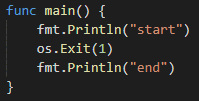 func main() {
    fmt.Println("start")
    os.Exit(1)
    fmt.Println("end")
}